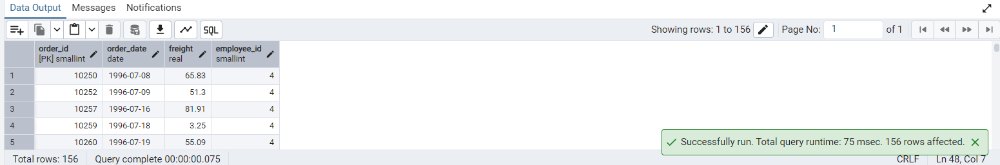 Data Output Messages Notifications
SQL Showing rows: 1 to 156 Page No: 1 of 1
order_id order_date freight employee_id
[PK] smallint date real smallint
1 10250 1996-07-08 65.83 4
2 10252 1996-07-09 51.3 4
3 10257 1996-07-16 81.91 4
4 10259 1996-07-18 3.25 4
5 10260 1996-07-19 55.09 4
Successfully run. Total query runtime: 75 msec. 156 rows affected.
Total rows: 156 Query complete 00:00:00.075 CRLF Ln 48, Col 7